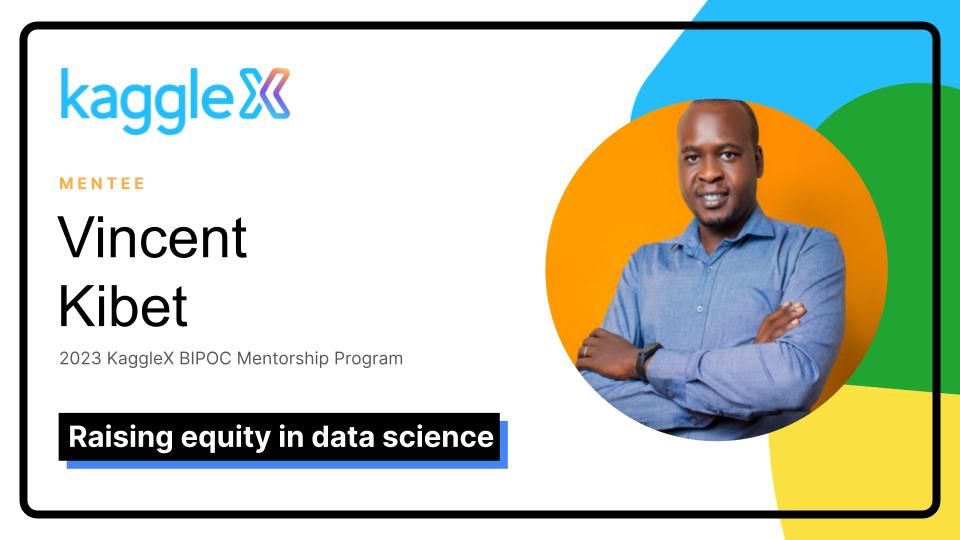 kaggleX
MENTEE
Vincent
Kibet
2023 KaggleX BIPOC Mentorship Program
Raising equity in data science